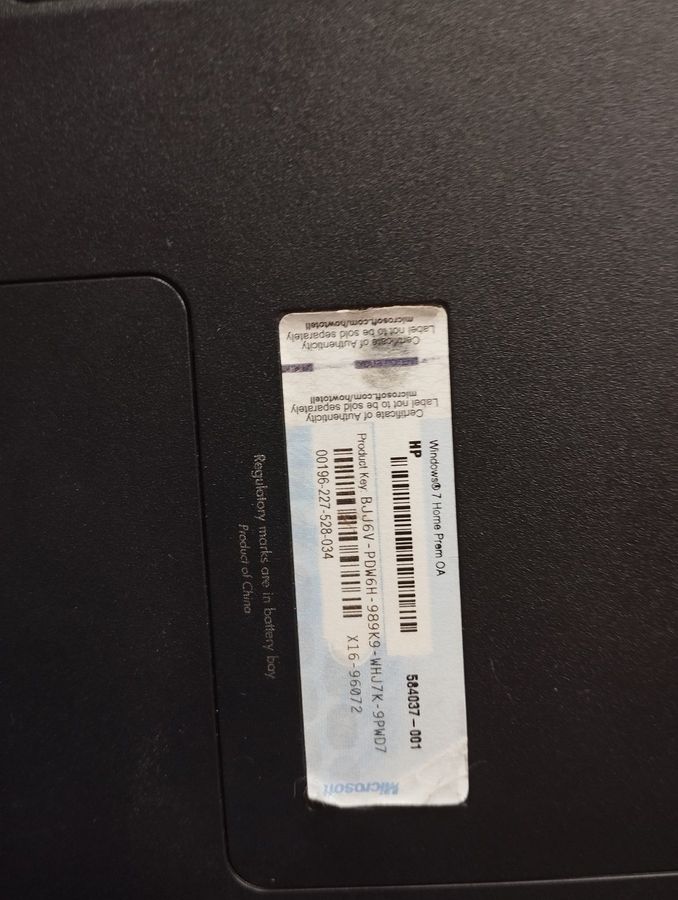 microsoft.com/howtotell
Label not to be sold separately
Certificate of Authenticity
microsoft.com/howtotell
Label not to be sold separately
Certificate of Authenticity
Windows® 7 Home Prem OA
HP
584037-001
Product Key: BJJ6V-PDW6H-989K9-WHJ7K-9PWD7
X16-96072
00196-227-528-034
Microsoft
Regulatory marks are in battery bay
Product of China